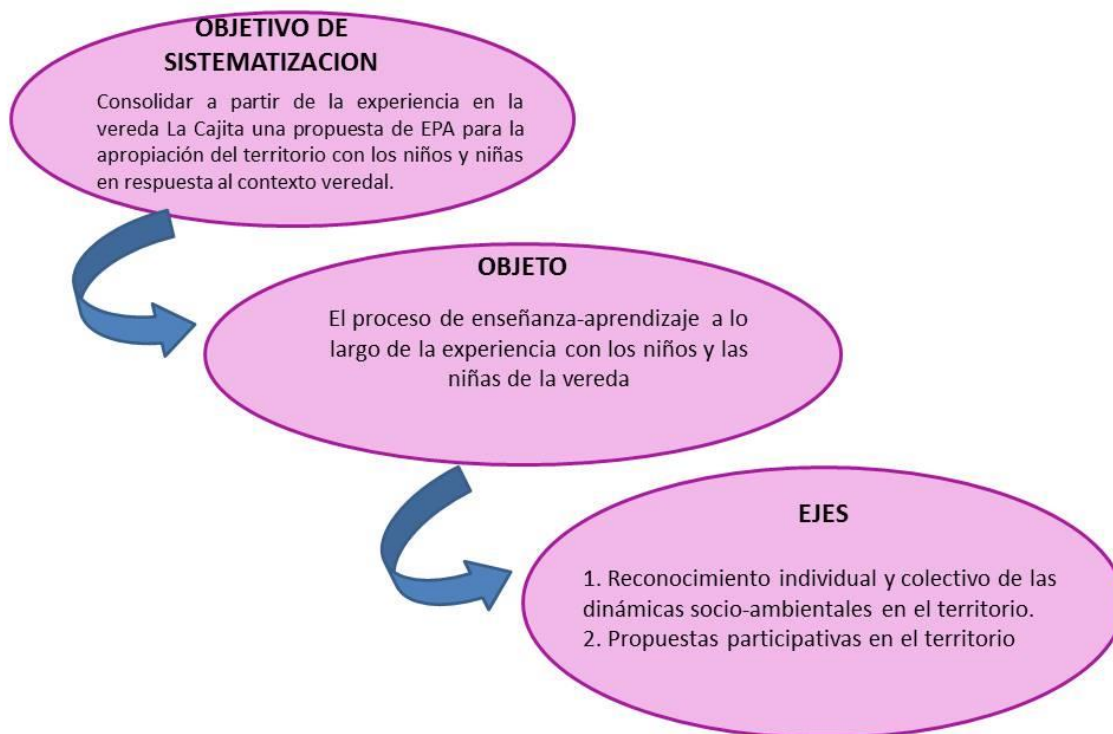 OBJETIVO DE
SISTEMATIZACION
Consolidar a partir de la experiencia en la
vereda La Cajita una propuesta de EPA para la
apropiación del territorio con los niños y niñas
en respuesta al contexto veredal.
OBJETO
El proceso de enseñanza-aprendizaje a lo
largo de la experiencia con los niños y las
niñas de la vereda
EJES
1. Reconocimiento individual y colectivo de las
dinámicas socio-ambientales en el territorio.
2. Propuestas participativas en el territorio